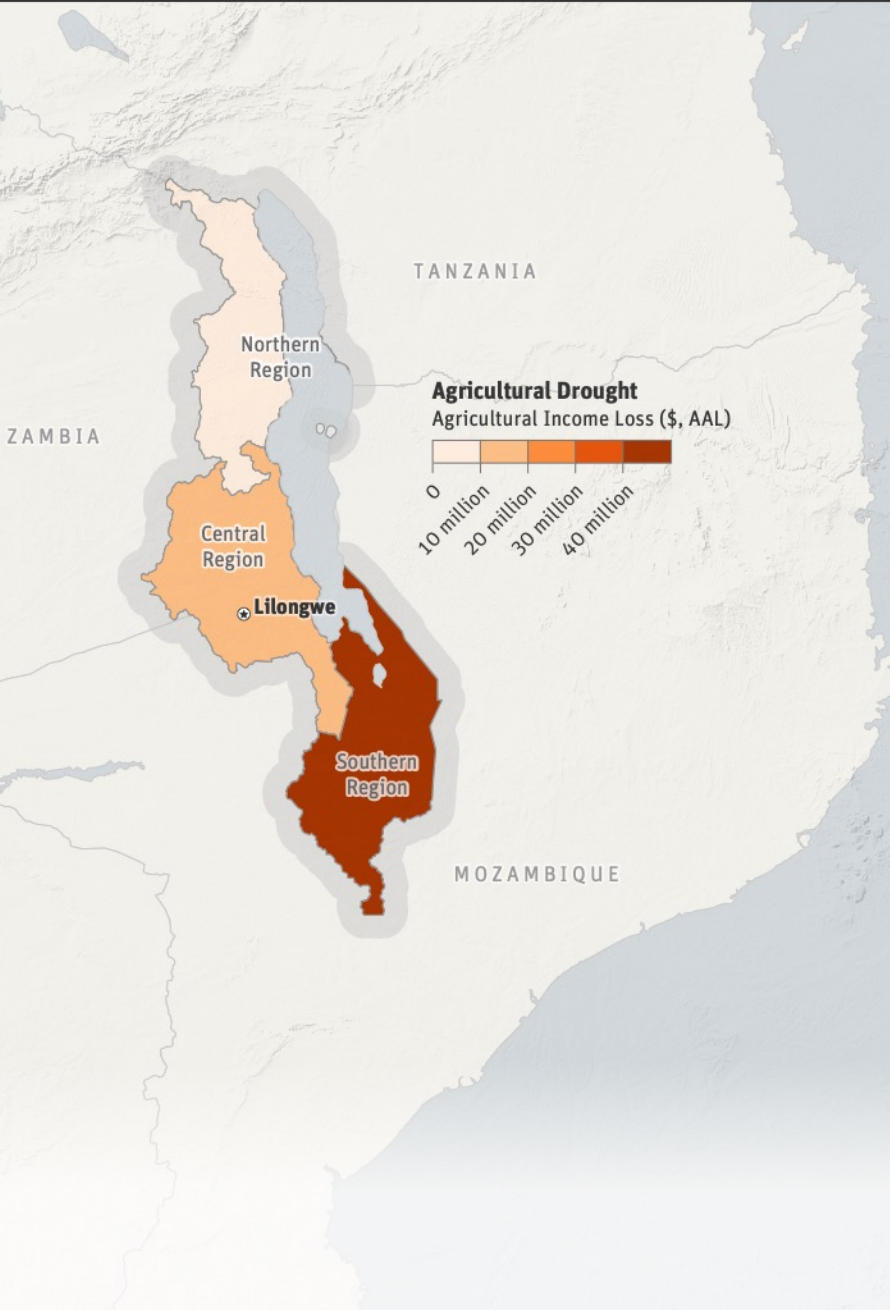 TANZANIA
Northern
Region
Agricultural Drought
Agricultural Income Loss ($, AAL)
0
10 million
20 million
30 million
40 million
ZAMBIA
Central
Region
Lilongwe
Southern
Region
MOZAMBIQUE